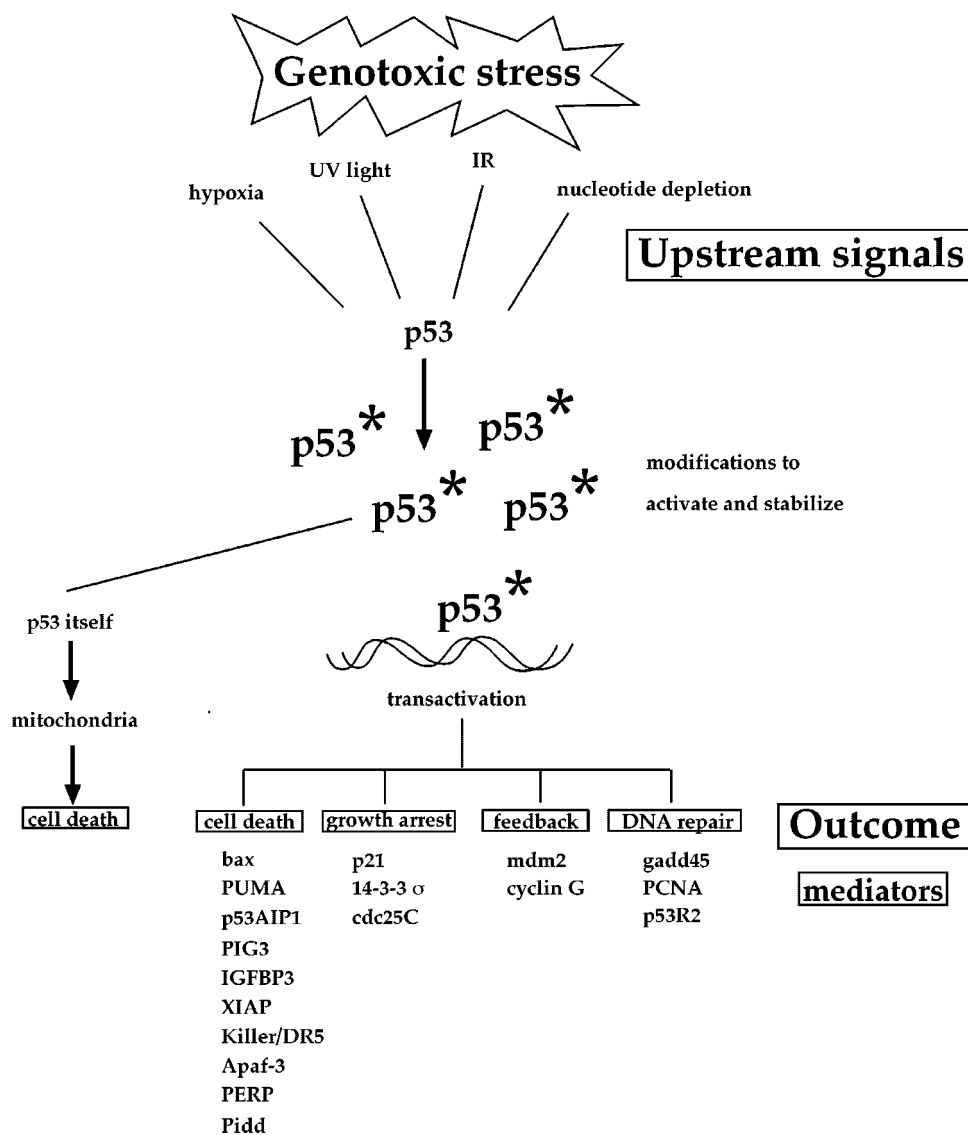 Genotoxic stress
hypoxia
UV light
IR
nucleotide depletion
Upstream signals
p53
p53*
p53*
p53*
p53*
modifications to
activate and stabilize
p53*
p53 itself
mitochondria
cell death
transactivation
cell death
bax
PUMA
p53AIP1
PIG3
IGFBP3
XIAP
Killer/DR5
Apaf-3
PERP
Pidd
growth arrest
p21
14-3-3 σ
cdc25C
feedback
mdm2
cyclin G
DNA repair
gadd45
PCNA
p53R2
Outcome
mediators